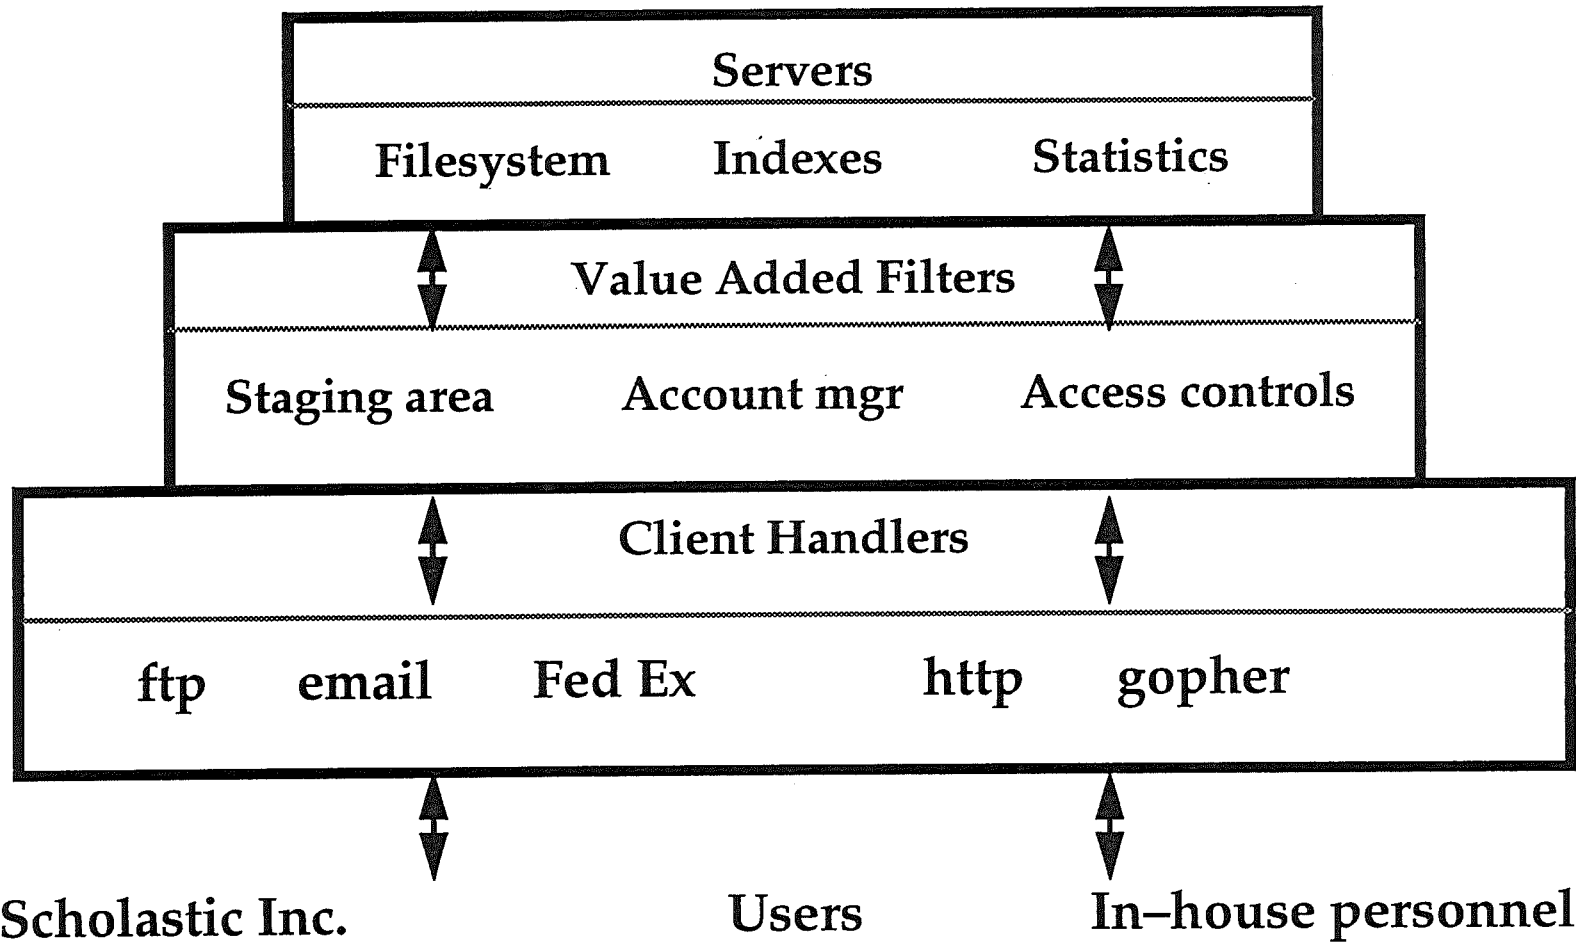 Servers
Filesystem Indexes Statistics
Value Added Filters
Staging area Account mgr Access controls
Client Handlers
ftp email Fed Ex http gopher
Scholastic Inc. Users In–house personnel